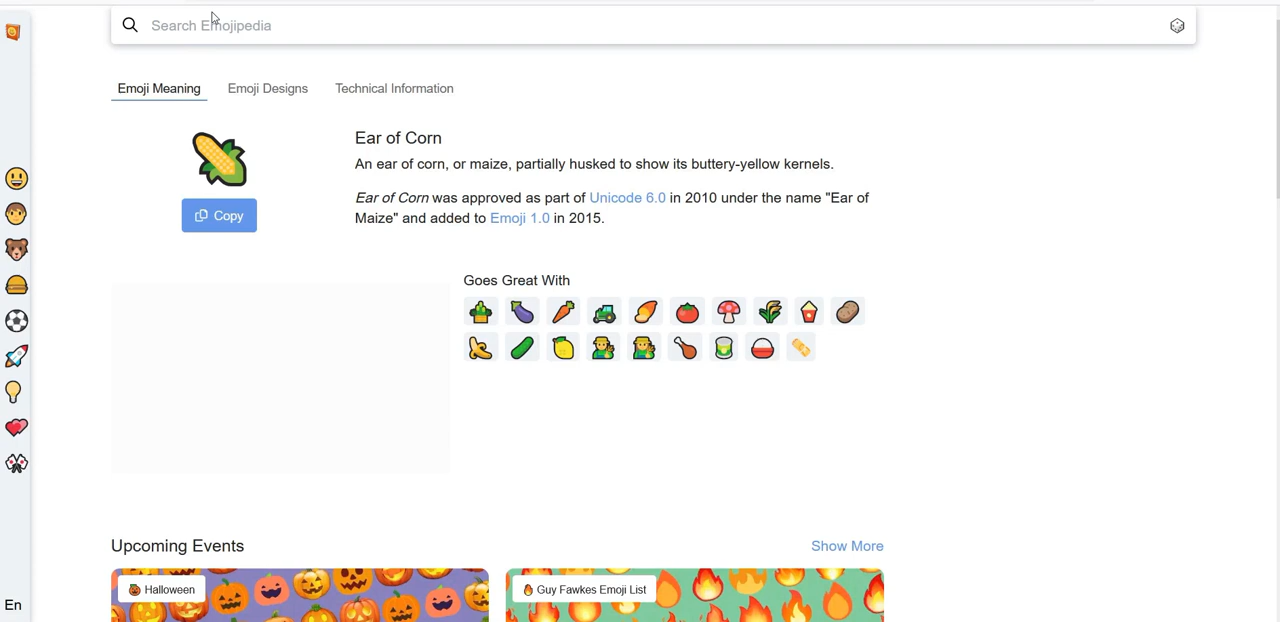 Search Emojipedia
Emoji Meaning
Emoji Designs
Technical Information
Ear of Corn
An ear of corn, or maize, partially husked to show its buttery-yellow kernels.
Copy
Ear of Corn was approved as part of Unicode 6.0 in 2010 under the name "Ear of
Maize" and added to Emoji 1.0 in 2015.
Goes Great With
Upcoming Events
Show More
Halloween
Guy Fawkes Emoji List
En